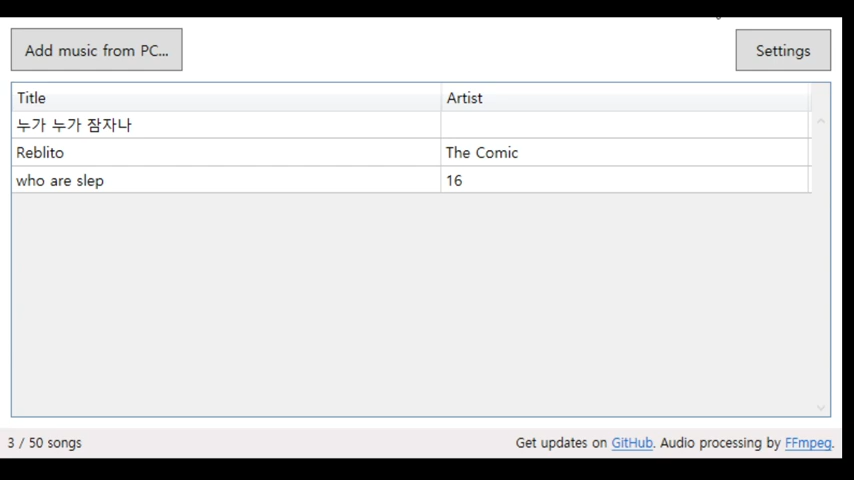 Add music from PC...
Settings
Title Artist
누가 누가 잠자나
Reblito The Comic
who are slep 16
3 / 50 songs
Get updates on GitHub. Audio processing by FFmpeg.